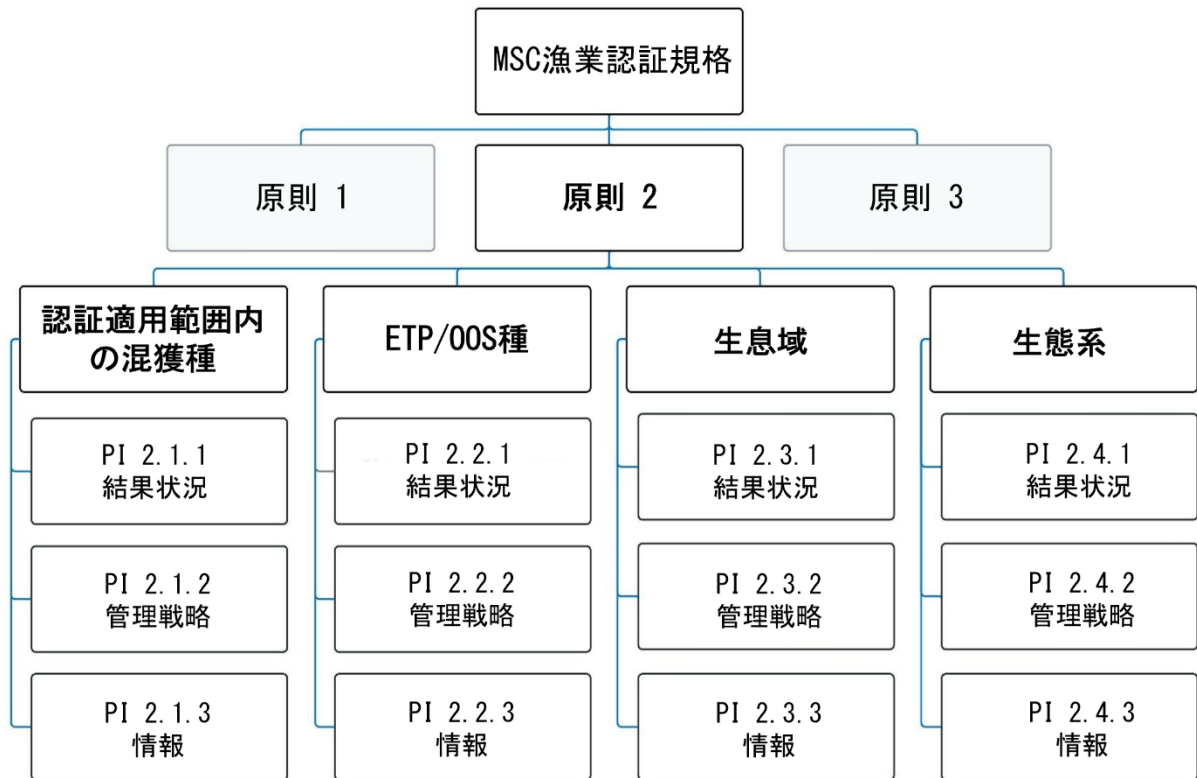 MSC漁業認証規格
原則 1
原則 2
原則 3
認証適用範囲内
の混獲種
ETP/OOS種
生息域
生態系
PI 2.1.1
結果状況
PI 2.2.1
結果状況
PI 2.3.1
結果状況
PI 2.4.1
結果状況
PI 2.1.2
管理戦略
PI 2.2.2
管理戦略
PI 2.3.2
管理戦略
PI 2.4.2
管理戦略
PI 2.1.3
情報
PI 2.2.3
情報
PI 2.3.3
情報
PI 2.4.3
情報